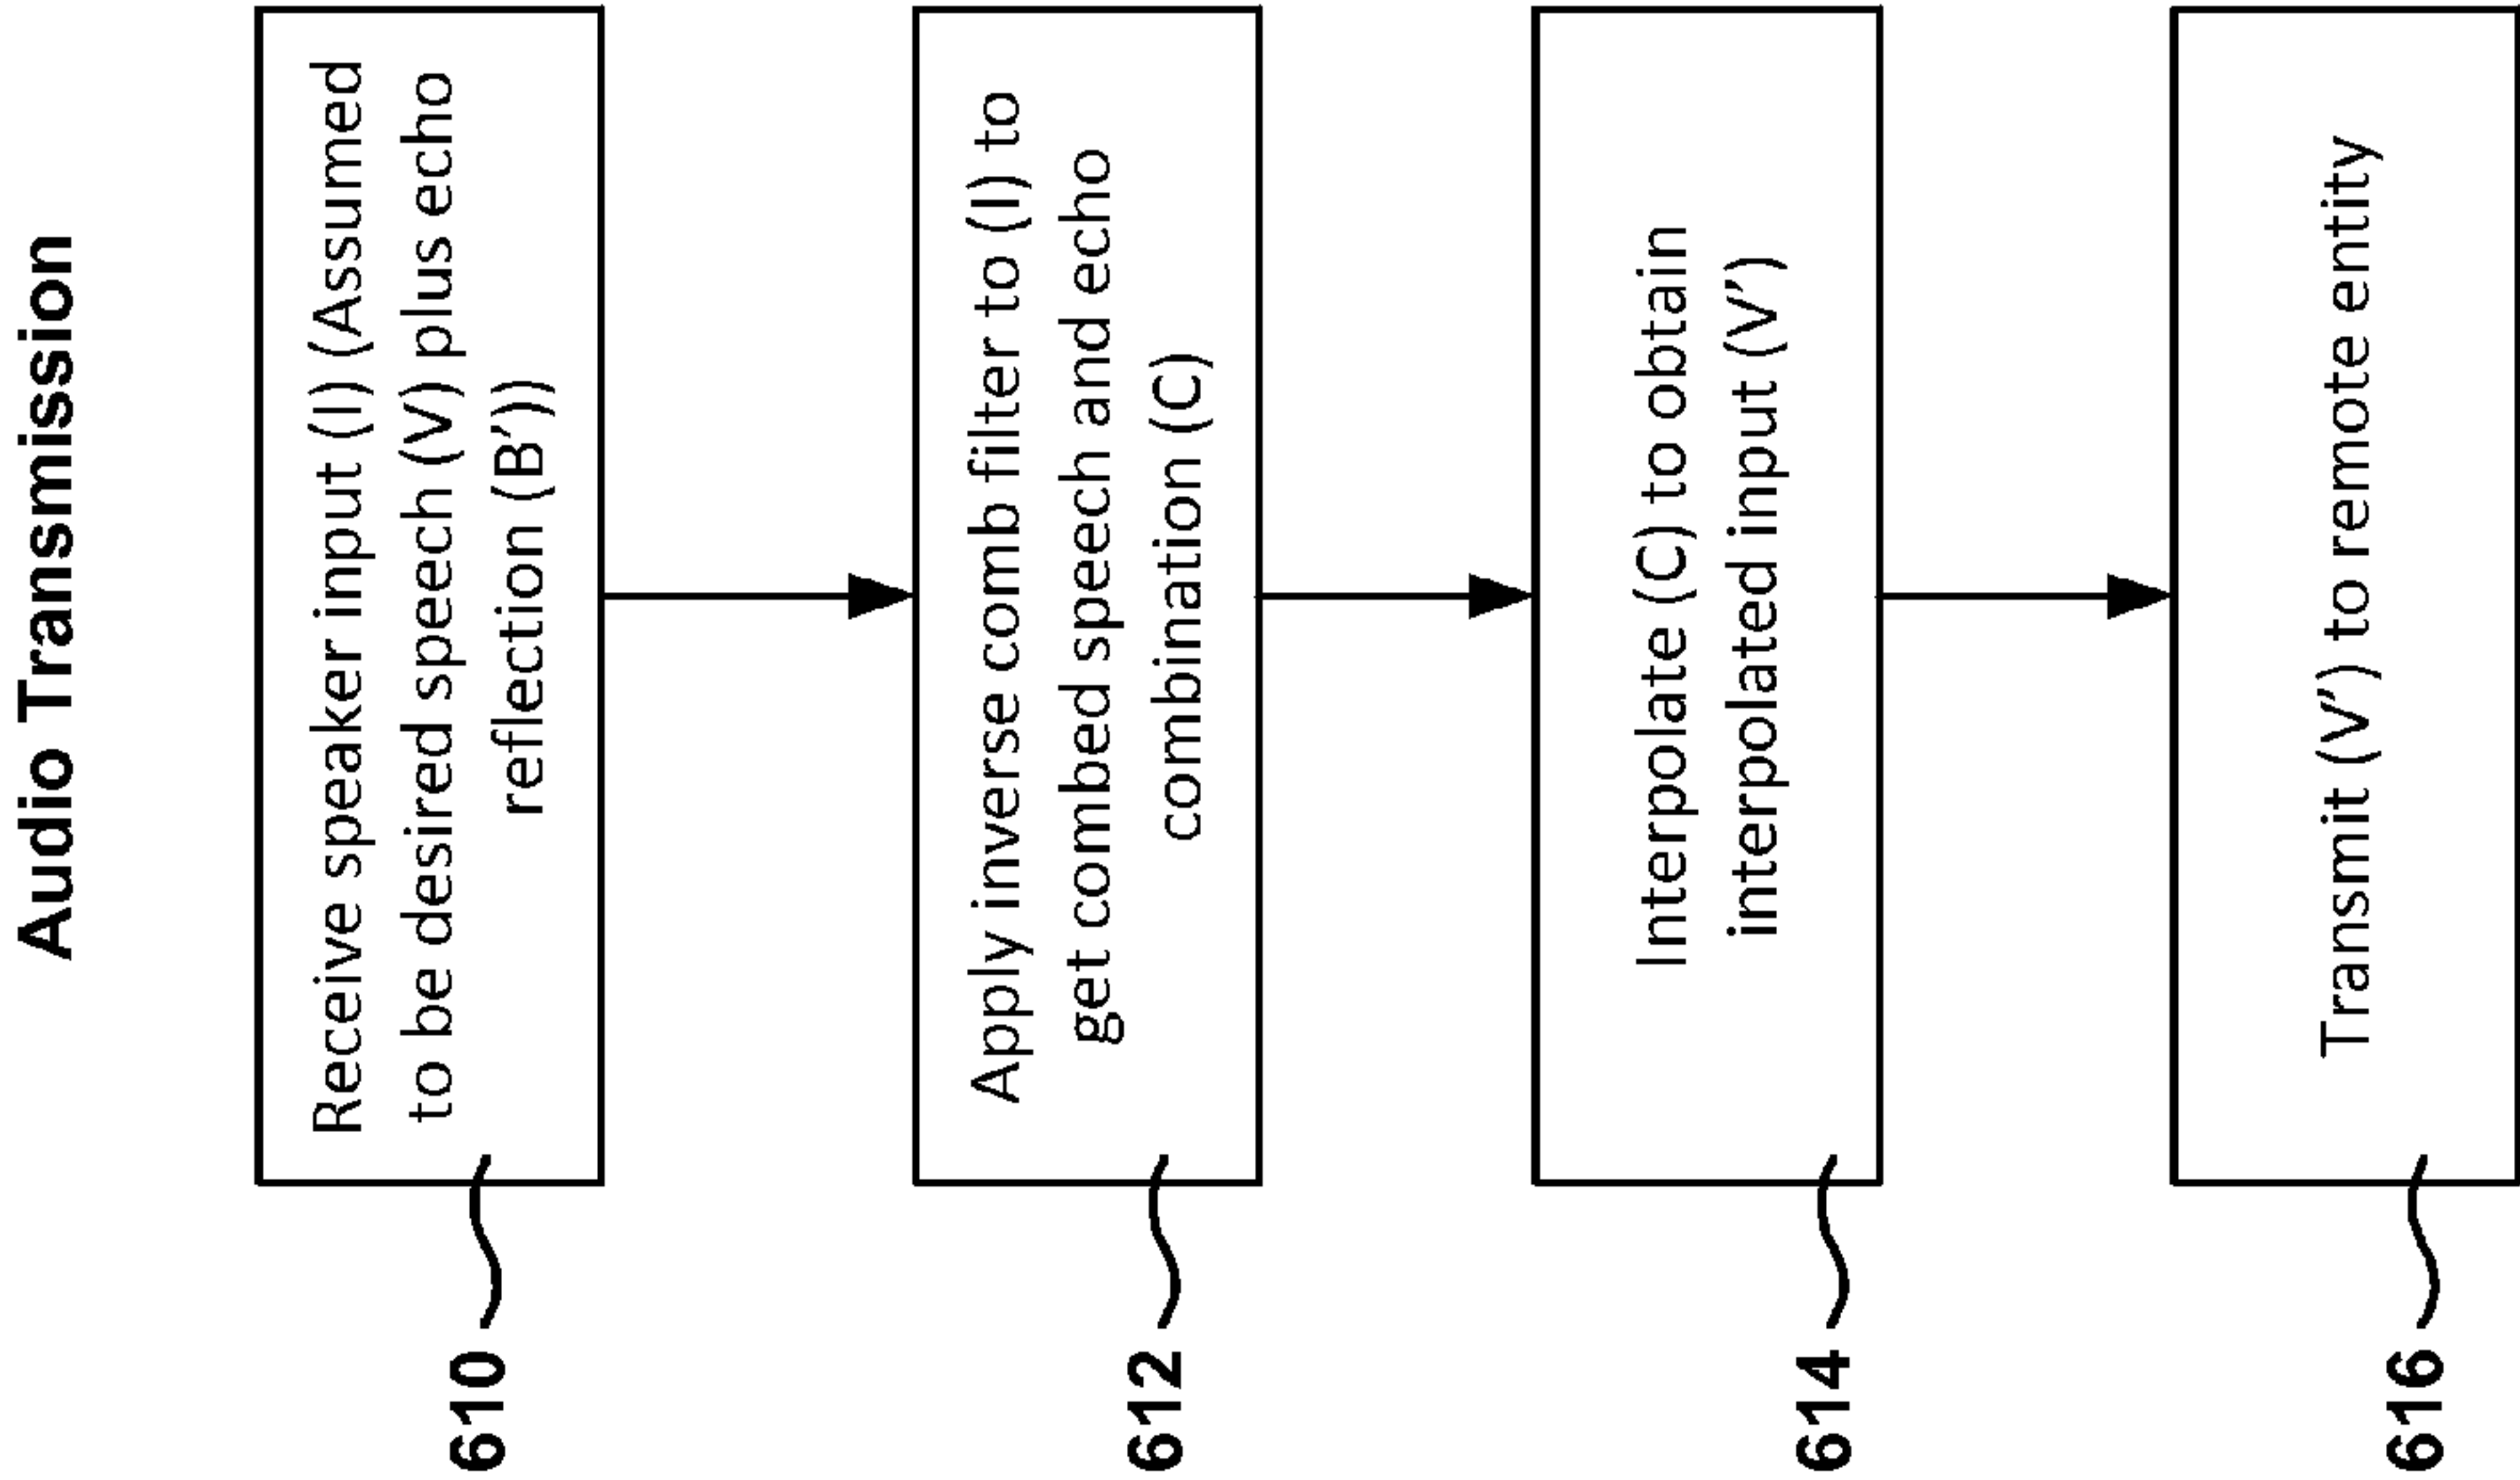 Audio Transmission
Receive speaker input (I) (Assumed
to be desired speech (V) plus echo
reflection (B’))
610
Apply inverse comb filter to (I) to
get combed speech and echo
combination (C)
612
Interpolate (C) to obtain
interpolated input (V’)
614
Transmit (V’) to remote entity
616